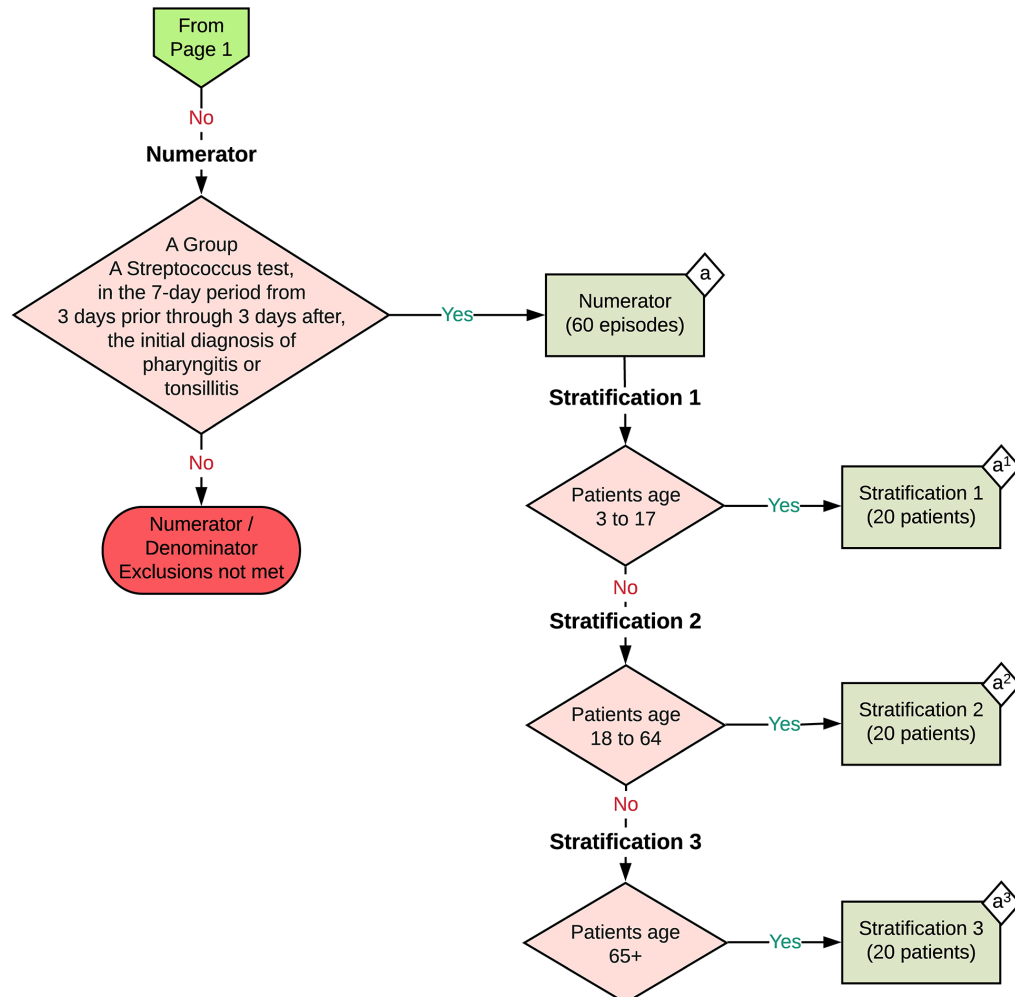 From
Page 1
No
Numerator
A Group
A Streptococcus test,
in the 7-day period from
3 days prior through 3 days after,
the initial diagnosis of
pharyngitis or
tonsillitis
Yes
a
Numerator
(60 episodes)
No
Numerator /
Denominator
Exclusions not met
Stratification 1
Patients age
3 to 17
Yes
a¹
Stratification 1
(20 patients)
No
Stratification 2
Patients age
18 to 64
Yes
a²
Stratification 2
(20 patients)
No
Stratification 3
Patients age
65+
Yes
a³
Stratification 3
(20 patients)